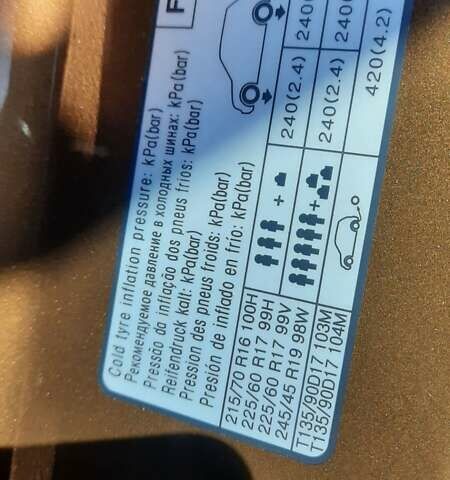 F
Cold tyre inflation pressure: kPa(bar)
Рекомендуемое давление в холодных шинах: kPa(bar)
Pressão da inflação dos pneus frios: kPa(bar)
Reifendruck kalt: kPa(bar)
Pression des pneus froids: kPa(bar)
Presión de inflado en frío: kPa(bar)
215/70 R16 100H
225/60 R17 99H
225/60 R17 99V
245/45 R19 98W
+
240(2.4)
240(2
+
240(2.4)
240(2
T135/90D17 103M
T135/90D17 104M
420(4.2)